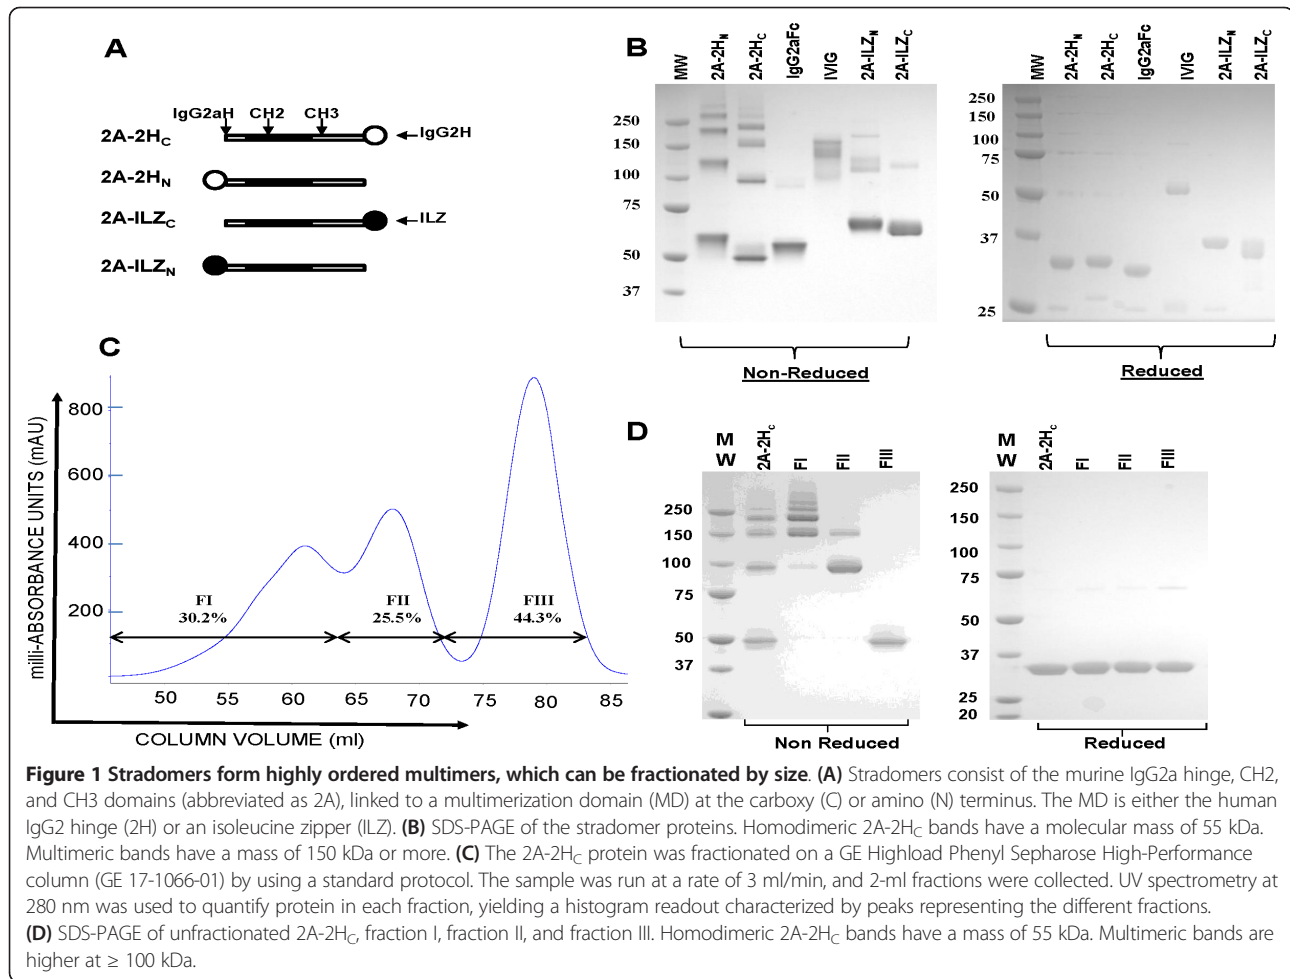 A
IgG2aH CH2 CH3
2A-2HC IgG2H
2A-2HN
2A-ILZC ILZ
2A-ILZN
B
MW 2A-2HN 2A-2HC IgG2aFc IVIG 2A-ILZN 2A-ILZC
250
150
100
75
50
37
Non-Reduced
MW 2A-2HN 2A-2HC IgG2aFc IVIG 2A-ILZN 2A-ILZC
250
150
100
75
50
37
25
Reduced
C
milli-ABSORBANCE UNITS (mAU)
800
600
400
200
FI FII FIII
30.2% 25.5% 44.3%
50 55 60 65 70 75 80 85
COLUMN VOLUME (ml)
D
M W 2A-2Hc FI FII FIII
250
150
100
75
50
37
Non Reduced
M W 2A-2Hc FI FII FIII
250
150
100
75
50
37
25
20
Reduced
Figure 1 Stradomers form highly ordered multimers, which can be fractionated by size. (A) Stradomers consist of the murine IgG2a hinge, CH2,
and CH3 domains (abbreviated as 2A), linked to a multimerization domain (MD) at the carboxy (C) or amino (N) terminus. The MD is either the human
IgG2 hinge (2H) or an isoleucine zipper (ILZ). (B) SDS-PAGE of the stradomer proteins. Homodimeric 2A-2HC bands have a molecular mass of 55 kDa.
Multimeric bands have a mass of 150 kDa or more. (C) The 2A-2HC protein was fractionated on a GE Highload Phenyl Sepharose High-Performance
column (GE 17-1066-01) by using a standard protocol. The sample was run at a rate of 3 ml/min, and 2-ml fractions were collected. UV spectrometry at
280 nm was used to quantify protein in each fraction, yielding a histogram readout characterized by peaks representing the different fractions.
(D) SDS-PAGE of unfractionated 2A-2HC, fraction I, fraction II, and fraction III. Homodimeric 2A-2HC bands have a mass of 55 kDa. Multimeric bands are
higher at ≥ 100 kDa.